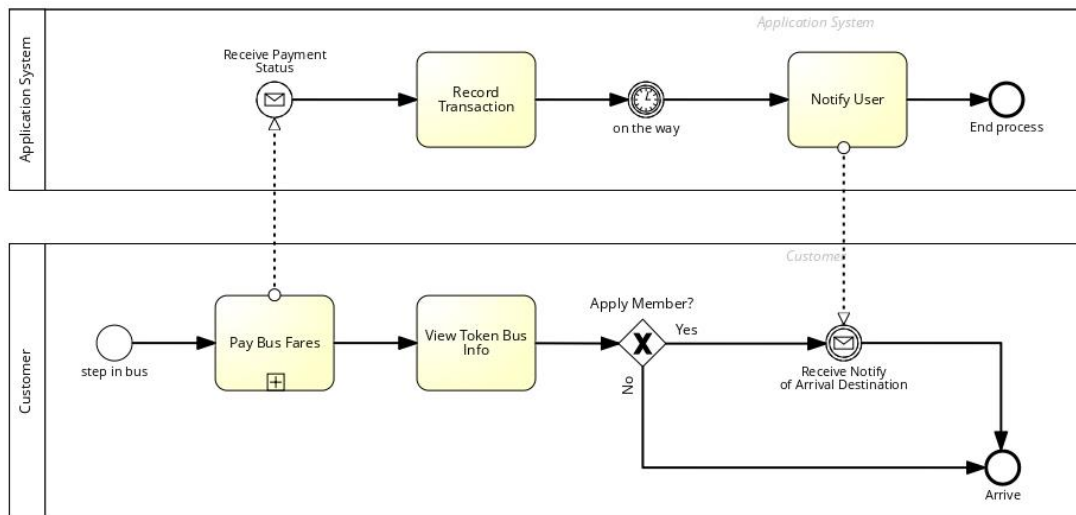 Application System
Application System
Receive Payment
Status
Record
Transaction
on the way
Notify User
End process
Customer
Customer
step in bus
Pay Bus Fares
View Token Bus
Info
Apply Member?
Yes
No
Receive Notify
of Arrival Destination
Arrive